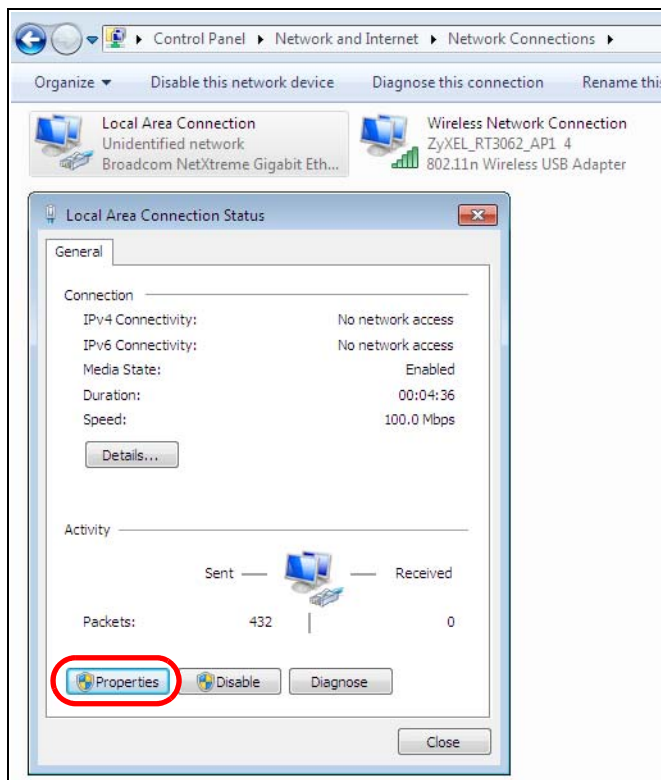 Control Panel Network and Internet Network Connections
Organize Disable this network device Diagnose this connection Rename this
Local Area Connection
Unidentified network
Broadcom NetXtreme Gigabit Eth...
Wireless Network Connection
ZyXEL_RT3062_AP1 4
802.11n Wireless USB Adapter
Local Area Connection Status
General
Connection
IPv4 Connectivity: No network access
IPv6 Connectivity: No network access
Media State: Enabled
Duration: 00:04:36
Speed: 100.0 Mbps
Details...
Activity
Sent Received
Packets: 432 0
Properties Disable Diagnose
Close